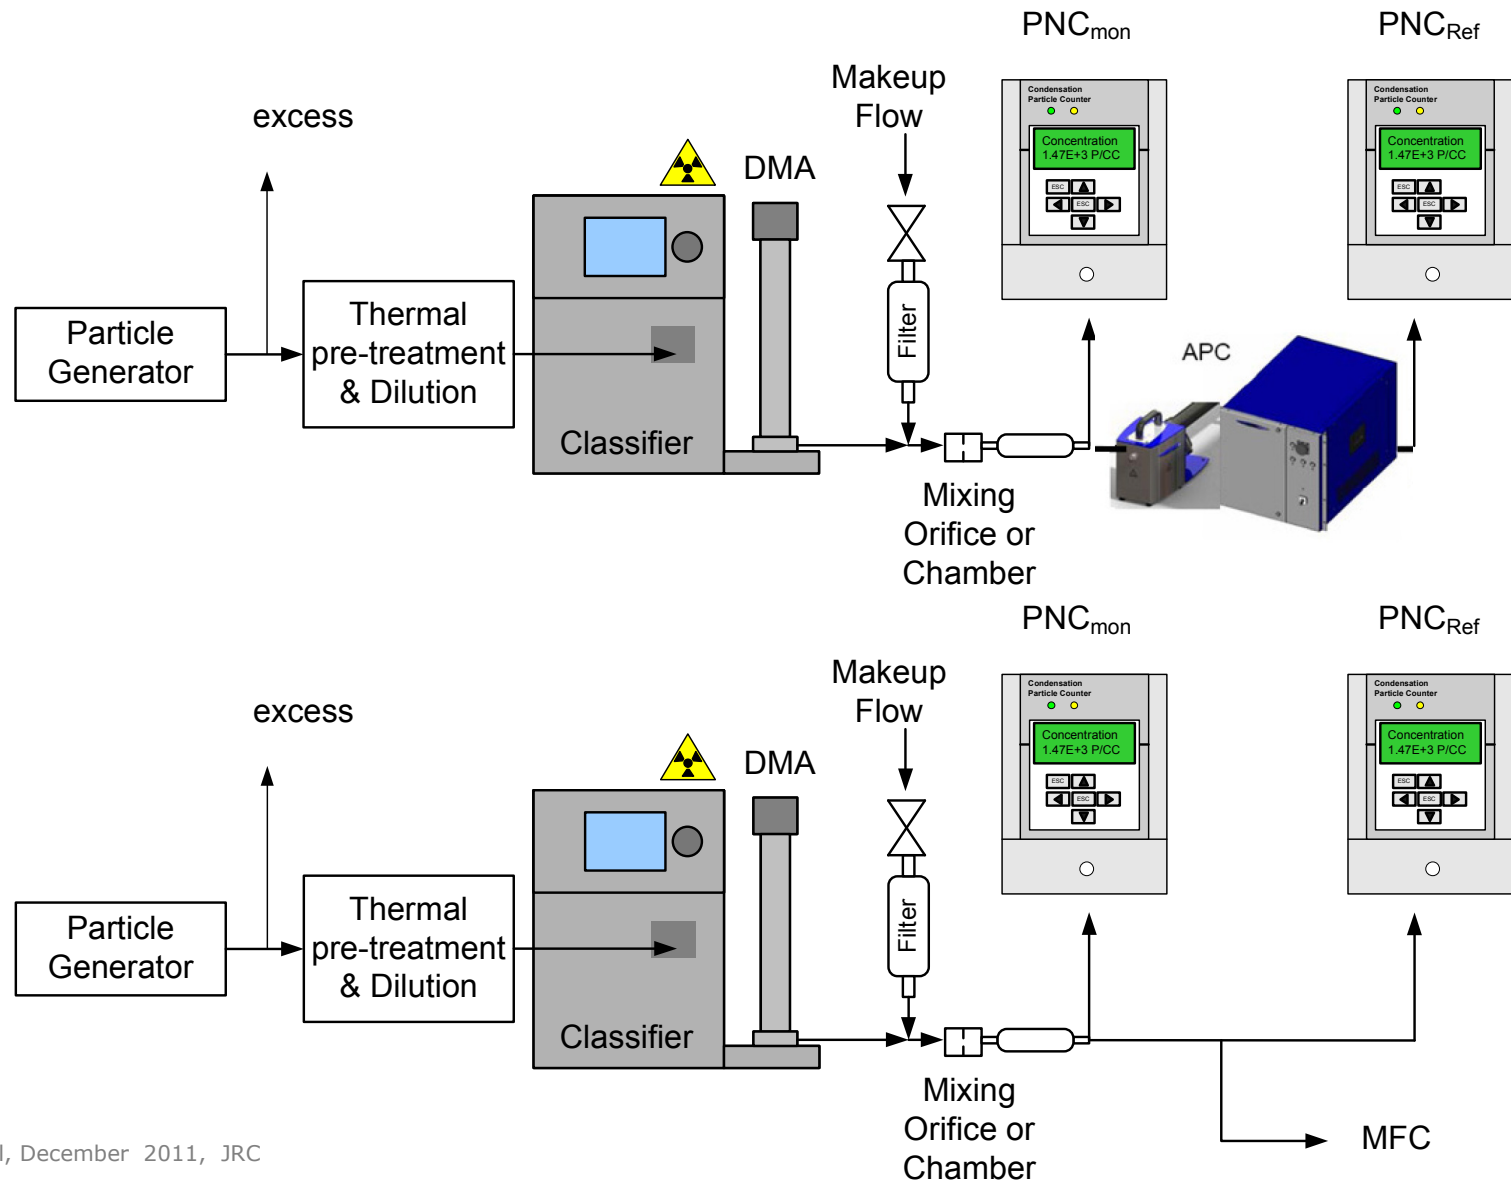 PNCmon
PNCRef
Makeup
Flow
excess
DMA
Condensation
Particle Counter
Concentration
1.47E+3 P/CC
ESC
ESC
Condensation
Particle Counter
Concentration
1.47E+3 P/CC
ESC
ESC
Particle
Generator
Thermal
pre-treatment
& Dilution
Classifier
Filter
APC
Mixing
Orifice or
Chamber
PNCmon
PNCRef
Makeup
Flow
excess
DMA
Condensation
Particle Counter
Concentration
1.47E+3 P/CC
ESC
ESC
Condensation
Particle Counter
Concentration
1.47E+3 P/CC
ESC
ESC
Particle
Generator
Thermal
pre-treatment
& Dilution
Classifier
Filter
Mixing
Orifice or
Chamber
MFC
l, December 2011, JRC